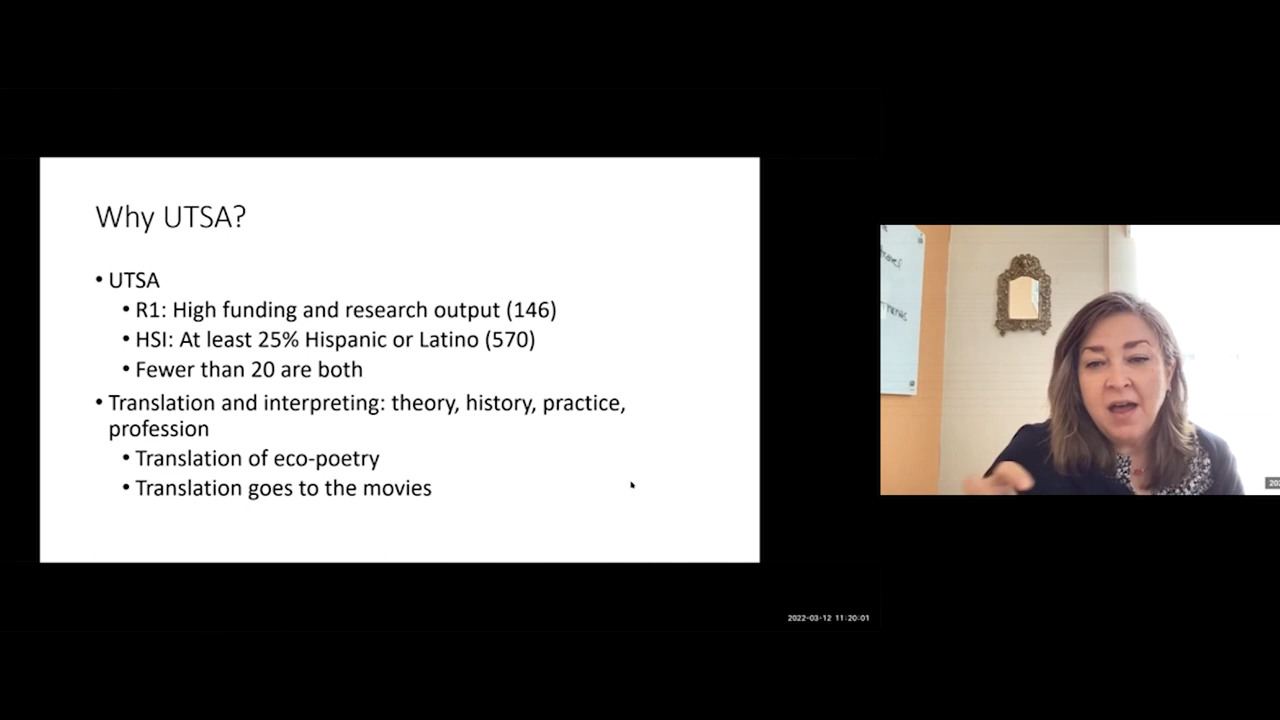 Why UTSA?
• UTSA
• R1: High funding and research output (146)
• HSI: At least 25% Hispanic or Latino (570)
• Fewer than 20 are both
• Translation and interpreting: theory, history, practice,
profession
• Translation of eco-poetry
• Translation goes to the movies
2022-03-12 11:20:01